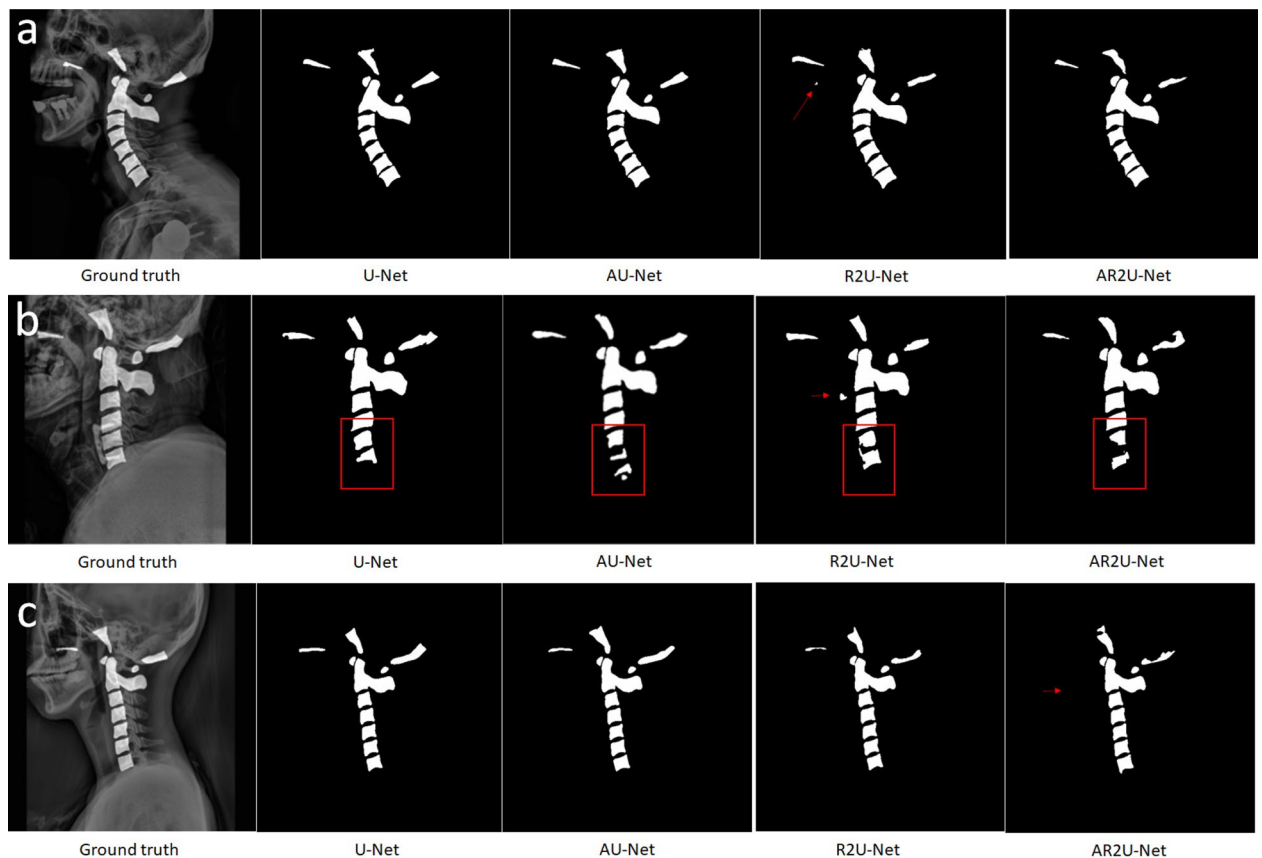 a
Ground truth U-Net AU-Net R2U-Net AR2U-Net
b
Ground truth U-Net AU-Net R2U-Net AR2U-Net
c
Ground truth U-Net AU-Net R2U-Net AR2U-Net